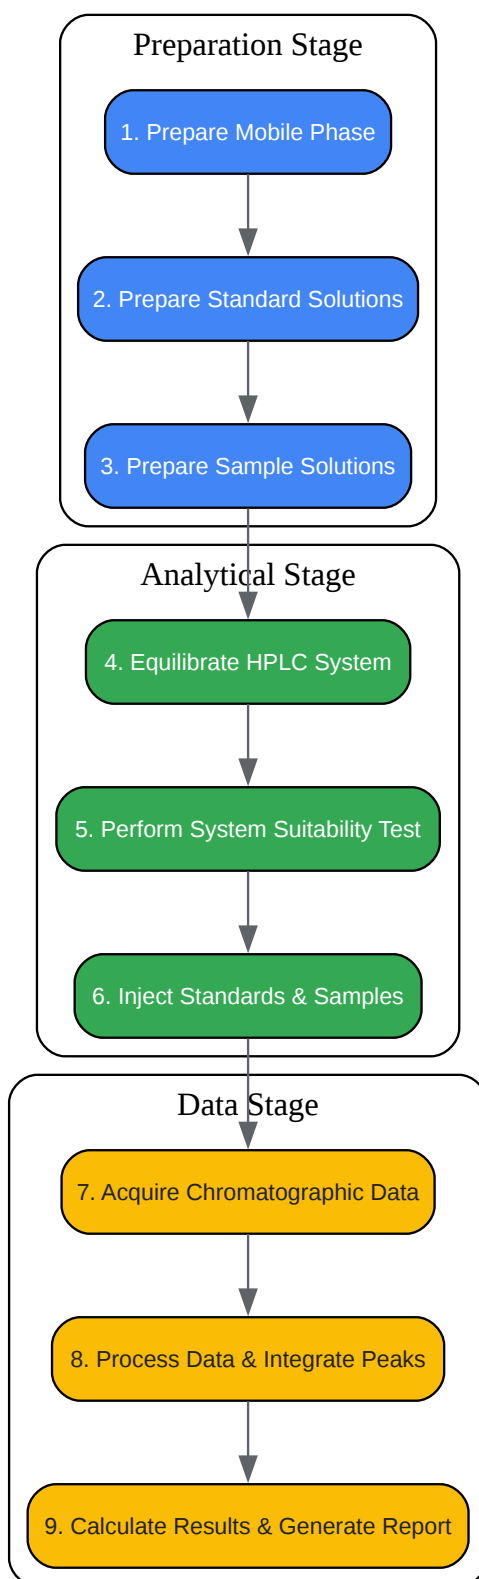 Preparation Stage
1. Prepare Mobile Phase
2. Prepare Standard Solutions
3. Prepare Sample Solutions
Analytical Stage
4. Equilibrate HPLC System
5. Perform System Suitability Test
6. Inject Standards & Samples
Data Stage
7. Acquire Chromatographic Data
8. Process Data & Integrate Peaks
9. Calculate Results & Generate Report